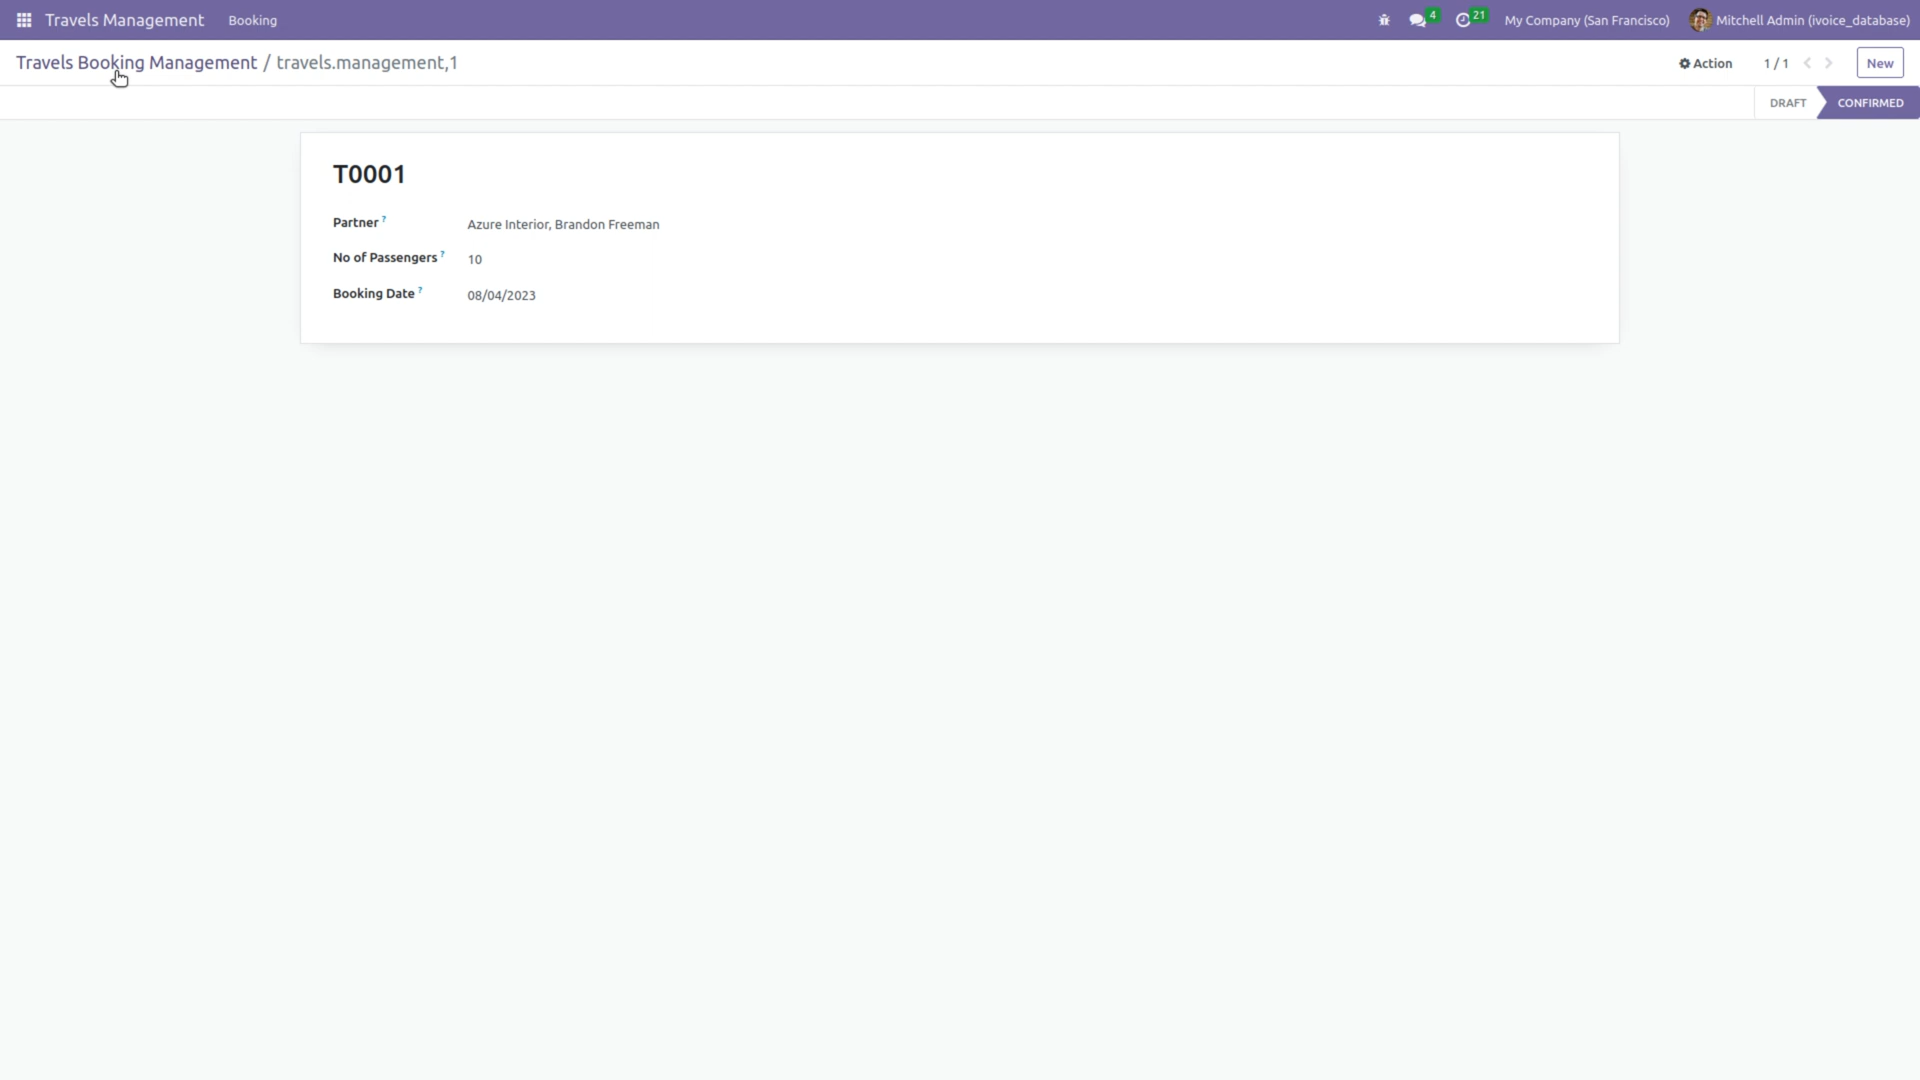 Travels Management Booking 4 21 My Company (San Francisco) Mitchell Admin (ivoice_database)
Travels Booking Management / travels.management,1 Action 1 / 1 New
DRAFT CONFIRMED
T0001
Partner ? Azure Interior, Brandon Freeman
No of Passengers ? 10
Booking Date ? 08/04/2023